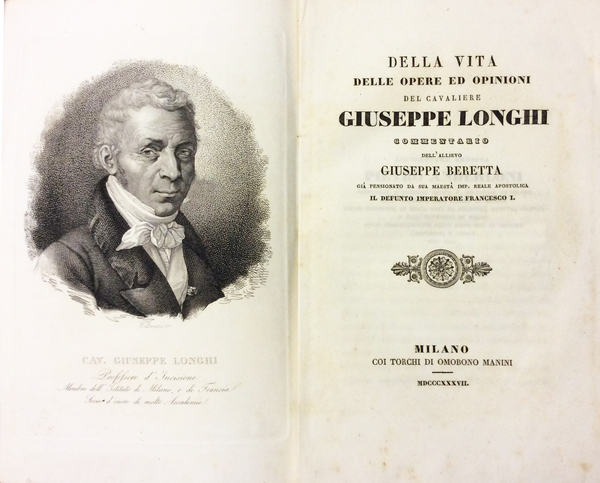 CAV. GIUSEPPE LONGHI
Professore d'Incisione
Membro dell'Istituto di Milano, e di Francia
Socio d'onore di molte Accademie
DELLA VITA
DELLE OPERE ED OPINIONI
DEL CAVALIERE
GIUSEPPE LONGHI
COMMENTARIO
DELL'ALLIEVO
GIUSEPPE BERETTA
GIÀ PENSIONATO DA SUA MAESTÀ IMP. REALE APOSTOLICA
IL DEFUNTO IMPERATORE FRANCESCO I.
MILANO
COI TORCHI DI OMOBONO MANINI
MDCCCXXXVII.